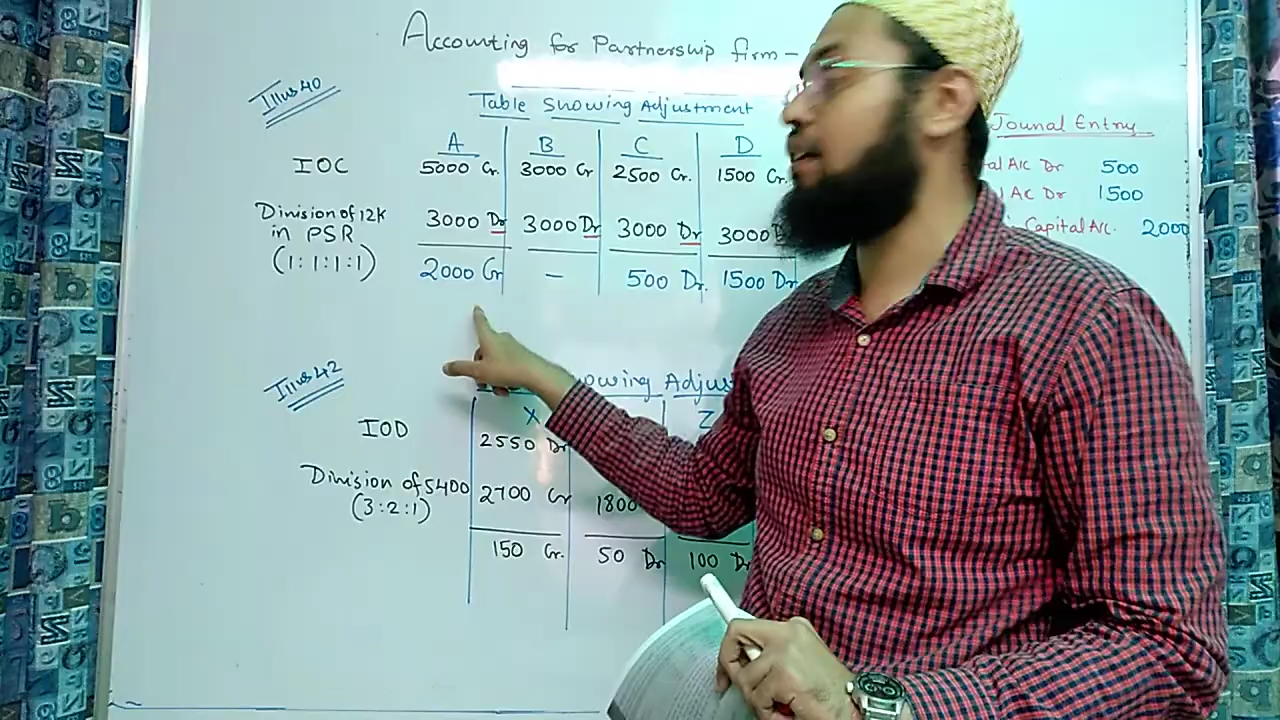 Accounting for Partnership firm –
Illus 40
Table Showing Adjustment
A B C D
IOC 5000 Cr. 3000 Cr 2500 Cr. 1500 Cr.
Division of 12K
in PSR
(1:1:1:1)
3000 Dr 3000 Dr 3000 Dr 3000
2000 Cr – 500 Dr. 1500 Dr
Jounal Entry
A/C Dr 500
AC Dr 1500
Capital A/c. 2000
Illus 42
owing Adjus
X Z
IOD 2550 Dr
Division of 5400
(3:2:1)
2700 Cr 1800
150 Cr. 50 Dr 100 Dr